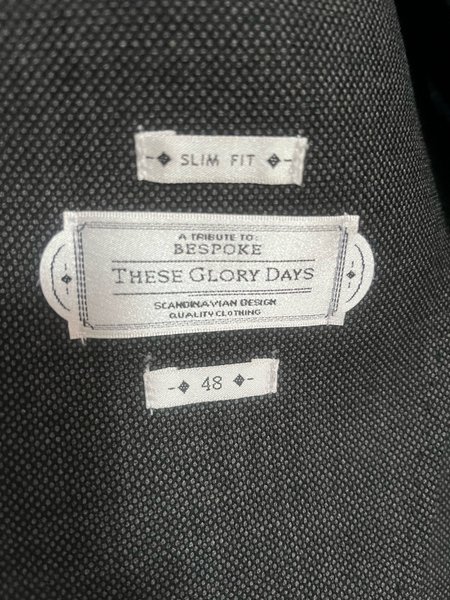 SLIM FIT
A TRIBUTE TO:
BESPOKE
THESE GLORY DAYS
SCANDINAVIAN DESIGN
QUALITY CLOTHING
48